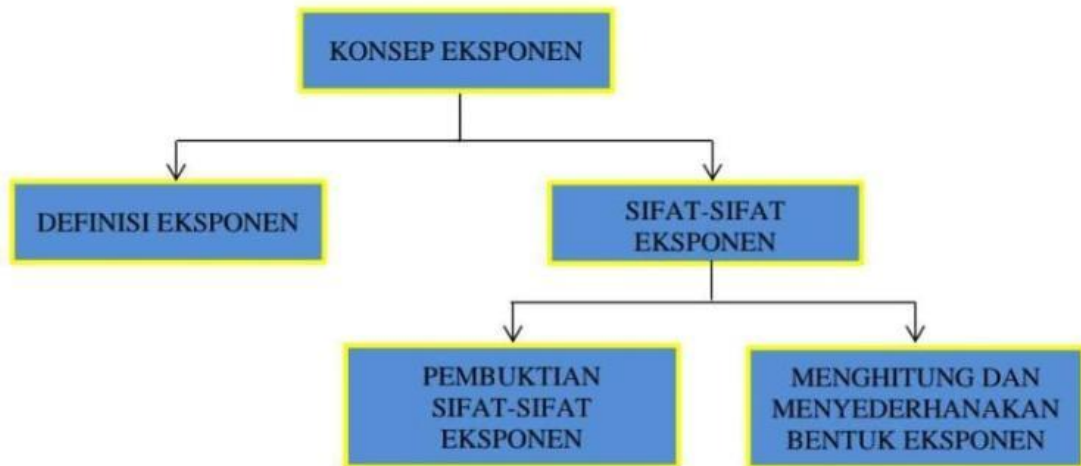 KONSEP EKSPONEN
DEFINISI EKSPONEN
SIFAT-SIFAT
EKSPONEN
PEMBUKTIAN
SIFAT-SIFAT
EKSPONEN
MENGHITUNG DAN
MENYEDERHANAKAN
BENTUK EKSPONEN